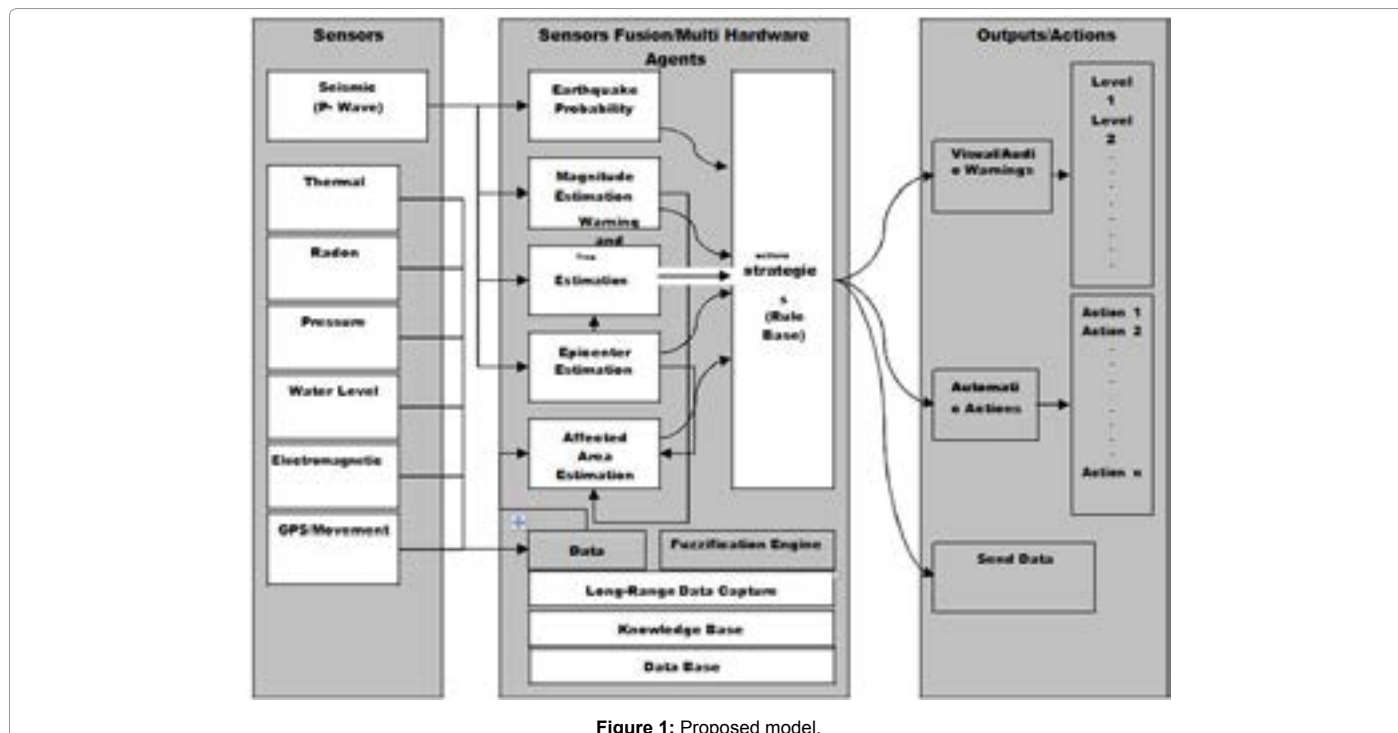 Sensors
Seismic
(P- Wave)
Thermal
Radon
Pressure
Water Level
Electromagnetic
GPS/Movement
Sensors Fusion/Multi Hardware
Agents
Earthquake
Probability
Magnitude
Estimation
Warning
and
Estimation
Epicenter
Estimation
Affected
Area
Estimation
Data
Fuzzification Engine
Long-Range Data Capture
Knowledge Base
Data Base
strategie
s
(Rule
Base)
Outputs/Actions
Visual/Audi
o Warnings
Level
1
Level
2
Automati
c Actions
Action 1
Action 2
Action n
Send Data
Figure 1: Proposed model.